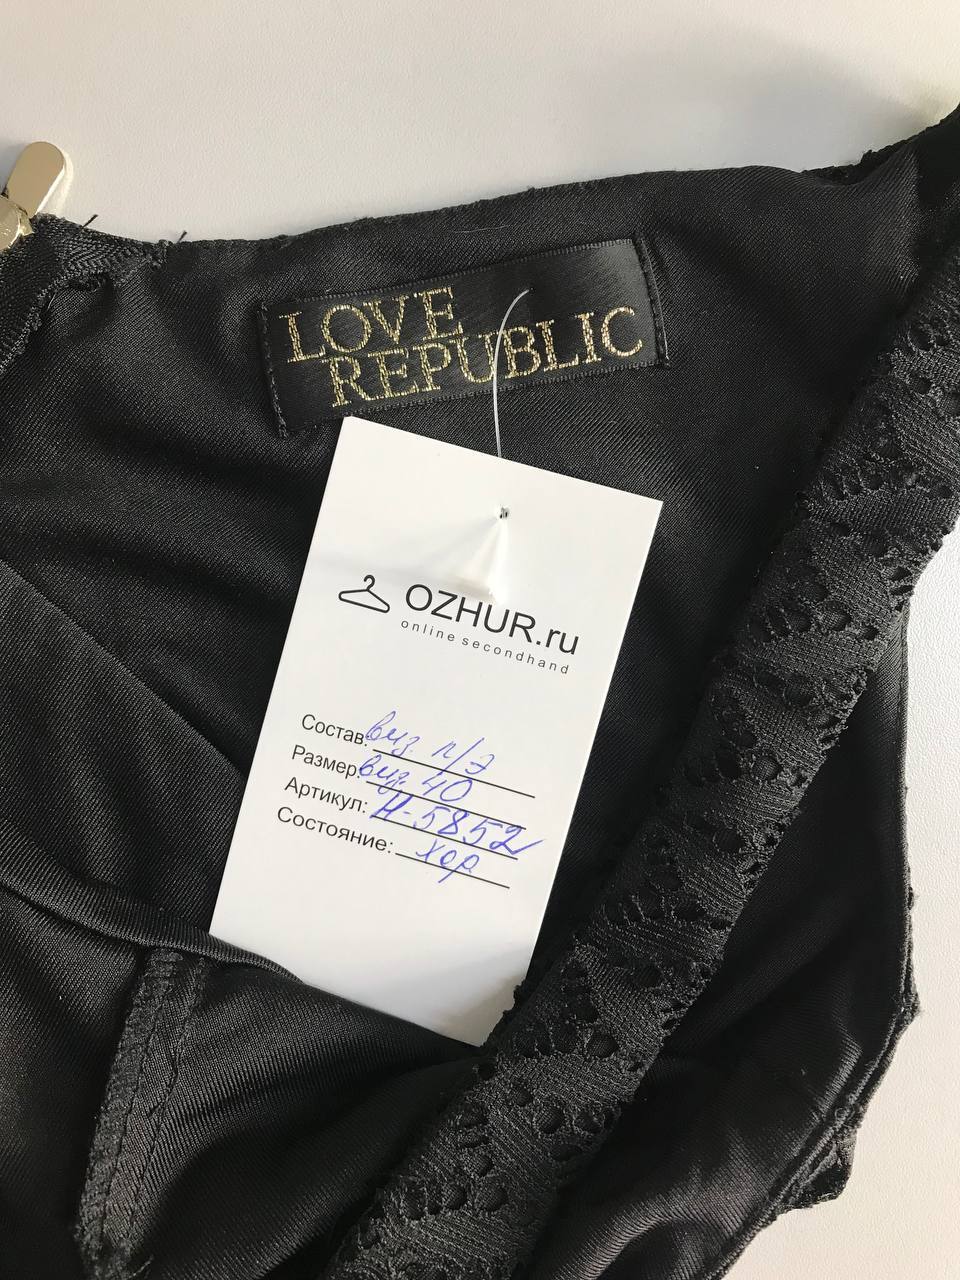 LOVE
REPUBLIC
OZHUR.ru
online secondhand
Состав: виз. п/э
Размер: виз. 40
Артикул: Н-5852
Состояние: хор.